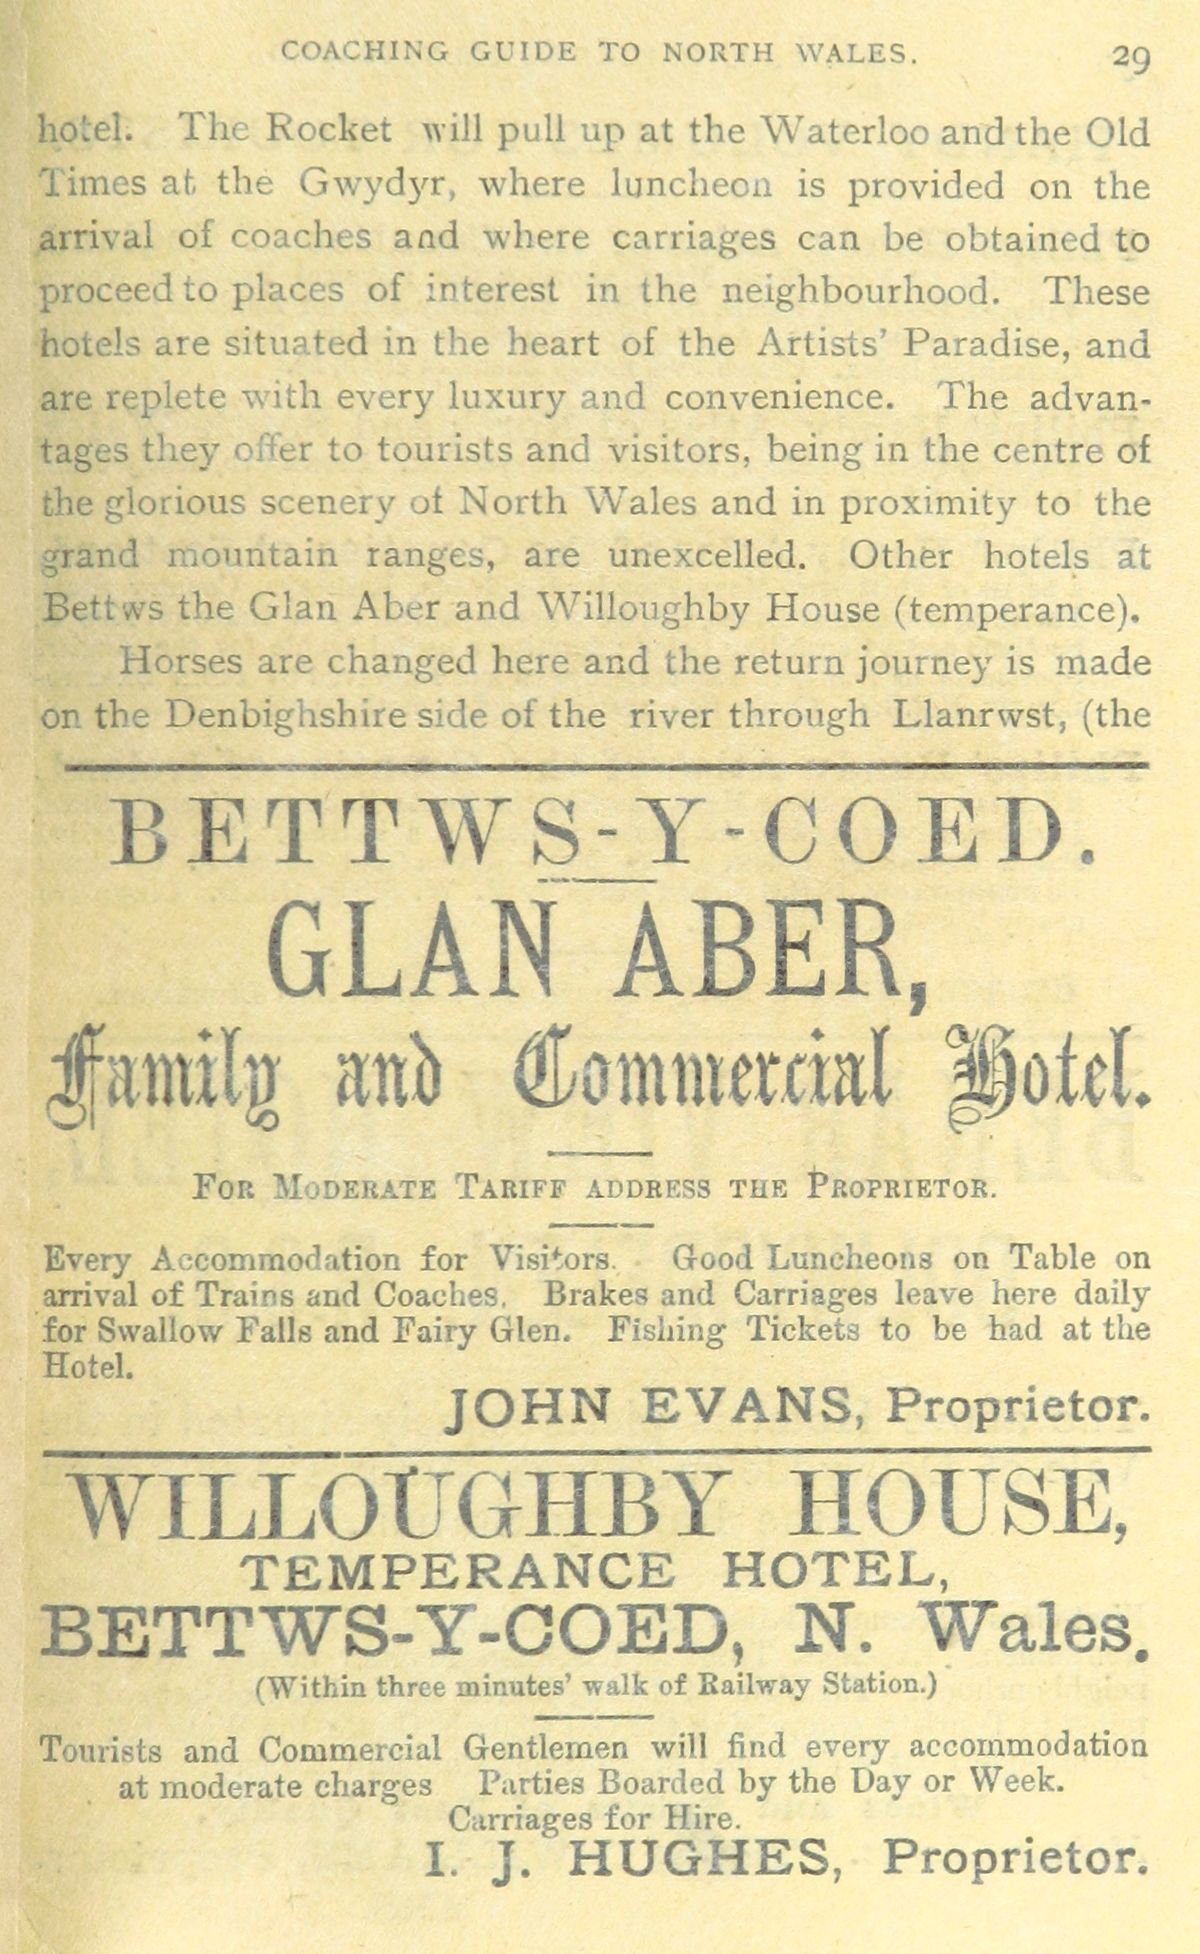 COACHING GUIDE TO NORTH WALES. 29
hotel. The Rocket will pull up at the Waterloo and the Old
Times at the Gwydyr, where luncheon is provided on the
arrival of coaches and where carriages can be obtained to
proceed to places of interest in the neighbourhood. These
hotels are situated in the heart of the Artists' Paradise, and
are replete with every luxury and convenience. The advan-
tages they offer to tourists and visitors, being in the centre of
the glorious scenery of North Wales and in proximity to the
grand mountain ranges, are unexcelled. Other hotels at
Bettws the Glan Aber and Willoughby House (temperance).
Horses are changed here and the return journey is made
on the Denbighshire side of the river through Llanrwst, (the
BETTWS-Y-COED.
GLAN ABER,
Family and Commercial Hotel.
FOR MODERATE TARIFF ADDRESS THE PROPRIETOR.
Every Accommodation for Visitors. Good Luncheons on Table on
arrival of Trains and Coaches. Brakes and Carriages leave here daily
for Swallow Falls and Fairy Glen. Fishing Tickets to be had at the
Hotel.
JOHN EVANS, Proprietor.
WILLOUGHBY HOUSE,
TEMPERANCE HOTEL,
BETTWS-Y-COED, N. Wales.
(Within three minutes' walk of Railway Station.)
Tourists and Commercial Gentlemen will find every accommodation
at moderate charges Parties Boarded by the Day or Week.
Carriages for Hire.
I. J. HUGHES, Proprietor.